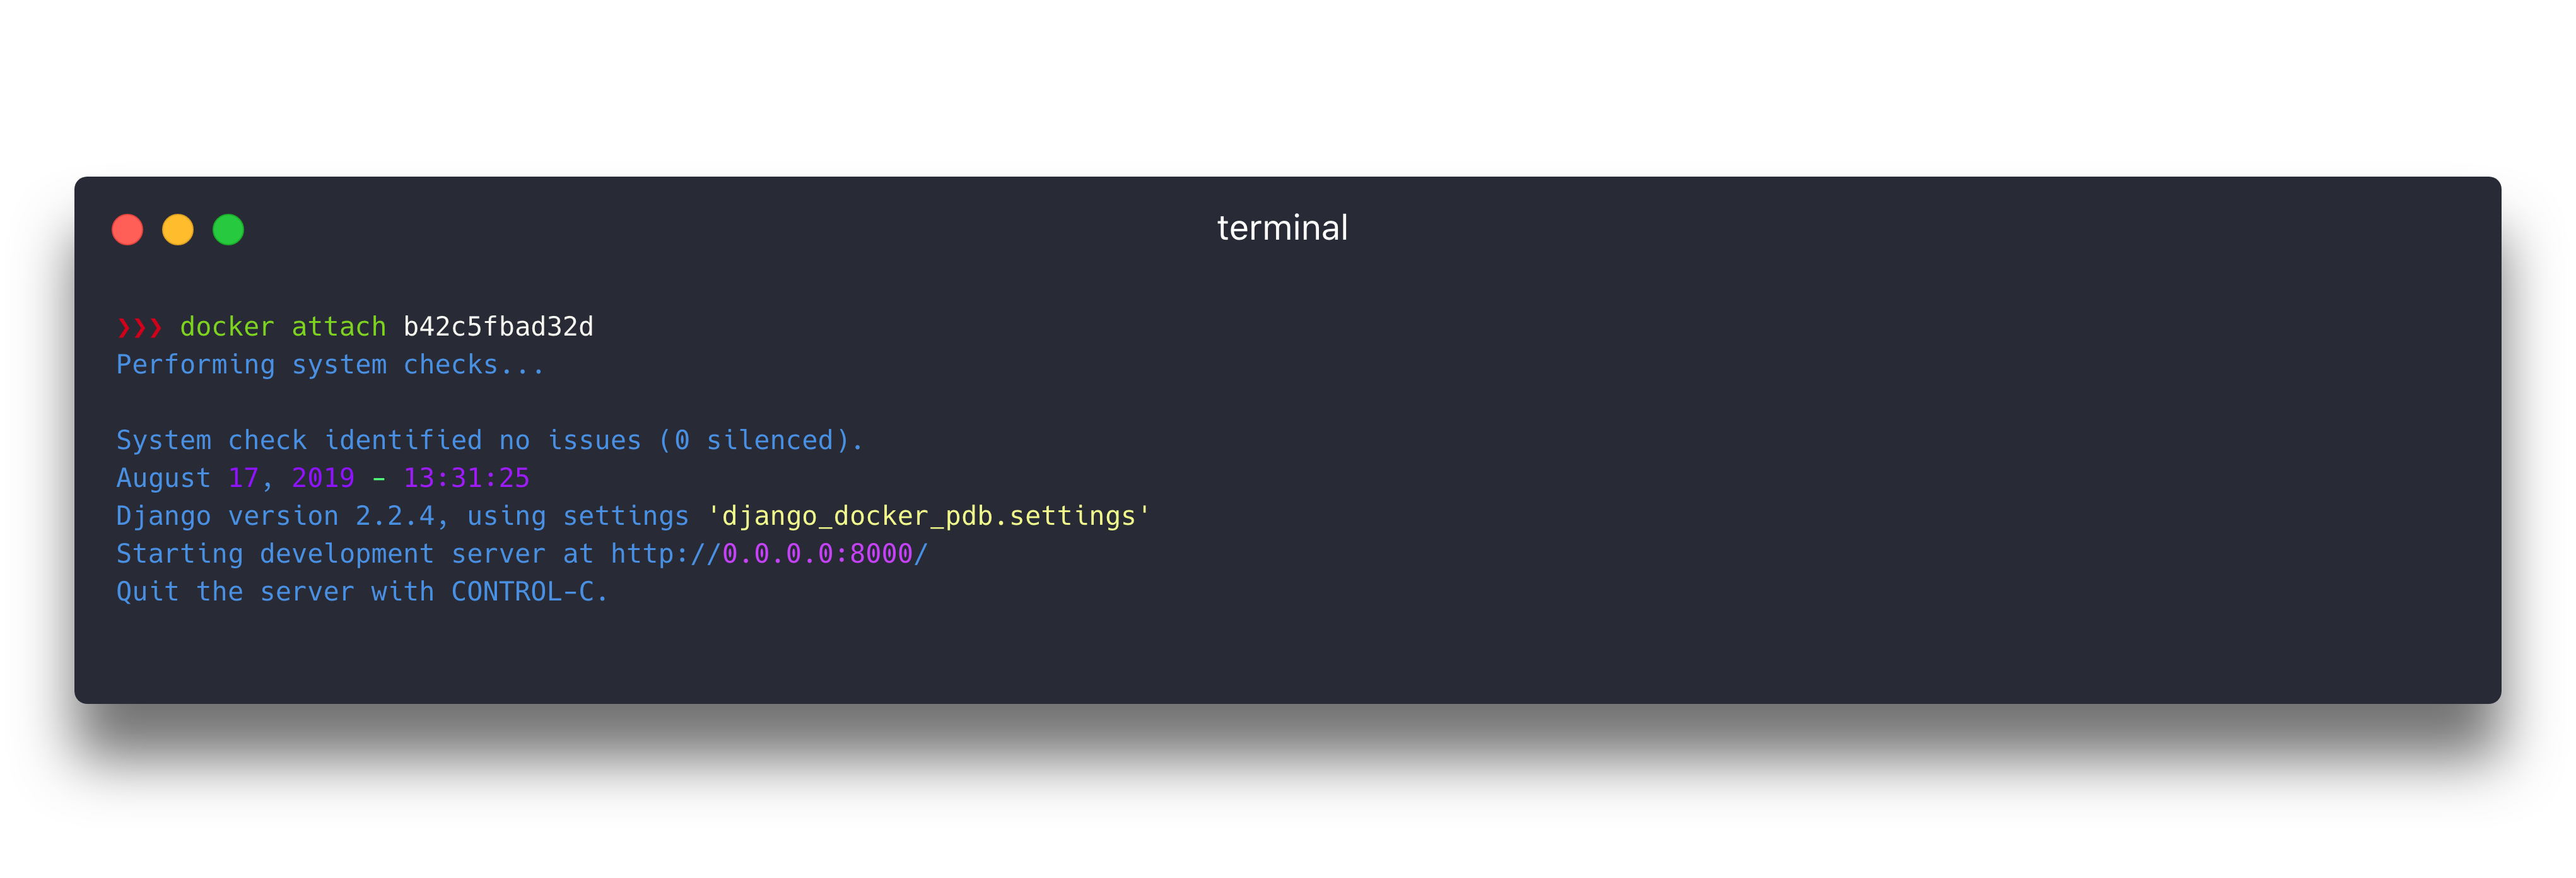 terminal
❯❯❯ docker attach b42c5fbad32d
Performing system checks...
System check identified no issues (0 silenced).
August 17, 2019 - 13:31:25
Django version 2.2.4, using settings 'django_docker_pdb.settings'
Starting development server at http://0.0.0.0:8000/
Quit the server with CONTROL-C.